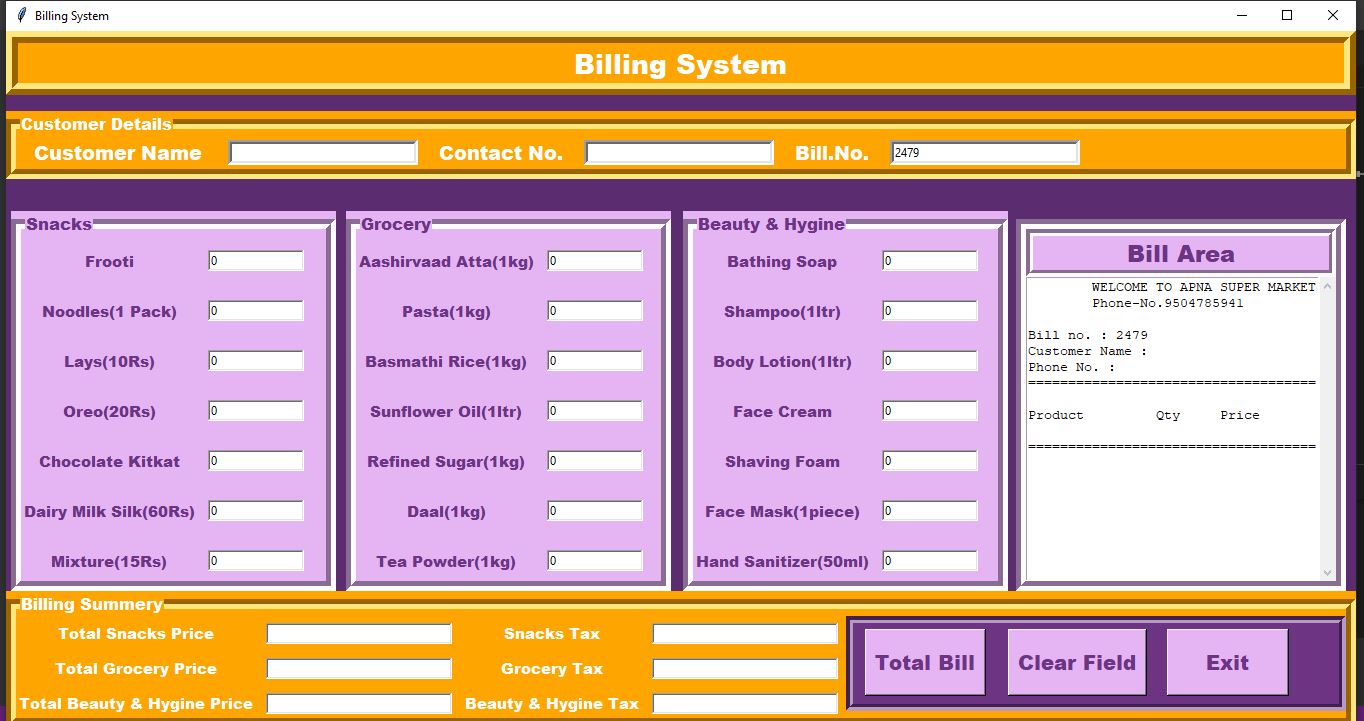 Billing System
Billing System
Customer Details
Customer Name Contact No. Bill.No. 2479
Snacks
Frooti 0
Noodles(1 Pack) 0
Lays(10Rs) 0
Oreo(20Rs) 0
Chocolate Kitkat 0
Dairy Milk Silk(60Rs) 0
Mixture(15Rs) 0
Grocery
Aashirvaad Atta(1kg) 0
Pasta(1kg) 0
Basmathi Rice(1kg) 0
Sunflower Oil(1ltr) 0
Refined Sugar(1kg) 0
Daal(1kg) 0
Tea Powder(1kg) 0
Beauty & Hygine
Bathing Soap 0
Shampoo(1ltr) 0
Body Lotion(1ltr) 0
Face Cream 0
Shaving Foam 0
Face Mask(1piece) 0
Hand Sanitizer(50ml) 0
Bill Area
WELCOME TO APNA SUPER MARKET
Phone-No.9504785941
Bill no. : 2479
Customer Name :
Phone No. :
====================================
Product Qty Price
====================================
Billing Summery
Total Snacks Price Snacks Tax
Total Grocery Price Grocery Tax
Total Beauty & Hygine Price Beauty & Hygine Tax
Total Bill Clear Field Exit